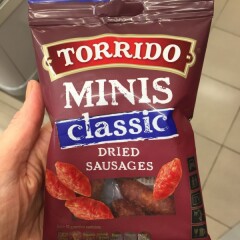 TORRIDO
MINIS
classic
DRIED
SAUSAGES